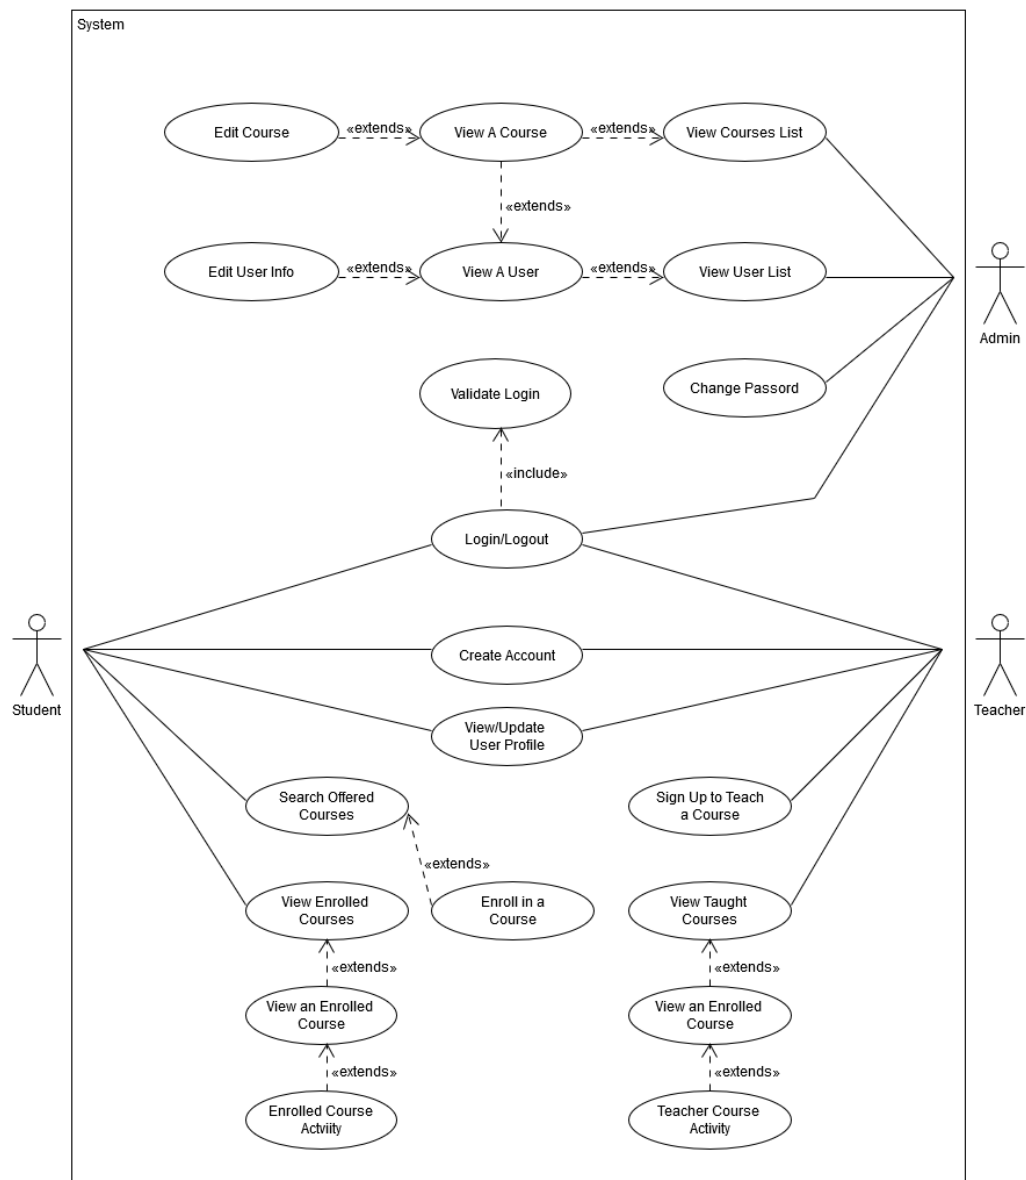 System
Edit Course
«extends»
View A Course
«extends»
View Courses List
«extends»
Edit User Info
«extends»
View A User
«extends»
View User List
Admin
Validate Login
Change Passord
«include»
Login/Logout
Student
Create Account
Teacher
View/Update
User Profile
Search Offered
Courses
Sign Up to Teach
a Course
«extends»
View Enrolled
Courses
Enroll in a
Course
View Taught
Courses
«extends»
«extends»
View an Enrolled
Course
View an Enrolled
Course
«extends»
«extends»
Enrolled Course
Actviity
Teacher Course
Activity